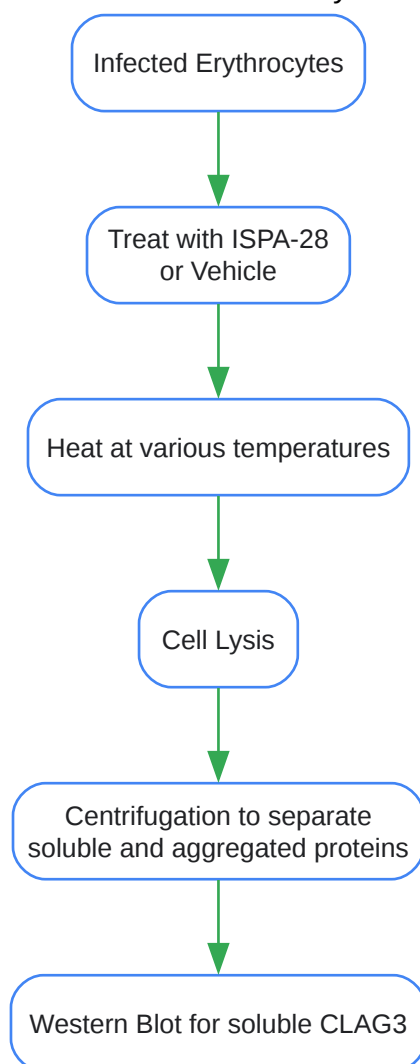 Infected Erythrocytes
Treat with ISPA-28
or Vehicle
Heat at various temperatures
Cell Lysis
Centrifugation to separate
soluble and aggregated proteins
Western Blot for soluble CLAG3